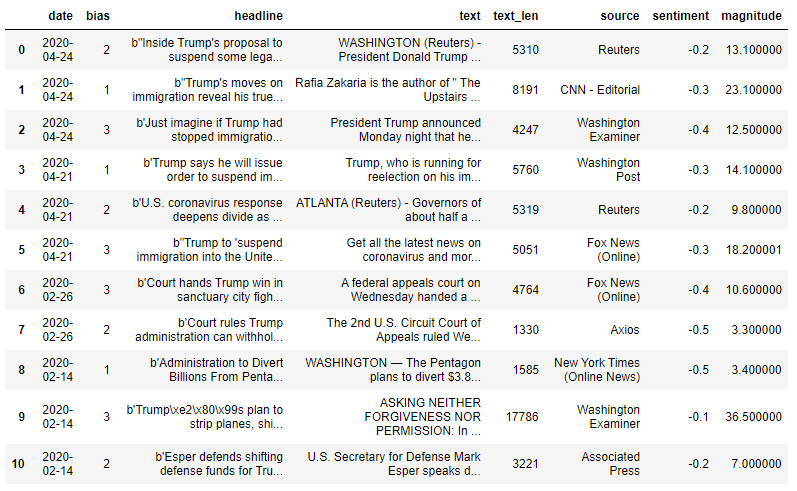 date bias headline text text_len source sentiment magnitude
0 2020-04-24 2 b"Inside Trump's proposal to suspend some lega... WASHINGTON (Reuters) - President Donald Trump ... 5310 Reuters -0.2 13.100000
1 2020-04-24 1 b"Trump's moves on immigration reveal his true... Rafia Zakaria is the author of " The Upstairs ... 8191 CNN - Editorial -0.3 23.100000
2 2020-04-24 3 b'Just imagine if Trump had stopped immigratio... President Trump announced Monday night that he... 4247 Washington Examiner -0.4 12.500000
3 2020-04-21 1 b'Trump says he will issue order to suspend im... Trump, who is running for reelection on his im... 5760 Washington Post -0.3 14.100000
4 2020-04-21 2 b'U.S. coronavirus response deepens divide as ... ATLANTA (Reuters) - Governors of about half a ... 5319 Reuters -0.2 9.800000
5 2020-04-21 3 b"Trump to 'suspend immigration into the Unite... Get all the latest news on coronavirus and mor... 5051 Fox News (Online) -0.3 18.200001
6 2020-02-26 3 b'Court hands Trump win in sanctuary city figh... A federal appeals court on Wednesday handed a ... 4764 Fox News (Online) -0.4 10.600000
7 2020-02-26 2 b'Court rules Trump administration can withhol... The 2nd U.S. Circuit Court of Appeals ruled We... 1330 Axios -0.5 3.300000
8 2020-02-14 1 b'Administration to Divert Billions From Penta... WASHINGTON — The Pentagon plans to divert $3.8... 1585 New York Times (Online News) -0.5 3.400000
9 2020-02-14 3 b'Trump\xe2\x80\x99s plan to strip planes, shi... ASKING NEITHER FORGIVENESS NOR PERMISSION: In ... 17786 Washington Examiner -0.1 36.500000
10 2020-02-14 2 b'Esper defends shifting defense funds for Tru... U.S. Secretary for Defense Mark Esper speaks d... 3221 Associated Press -0.2 7.000000